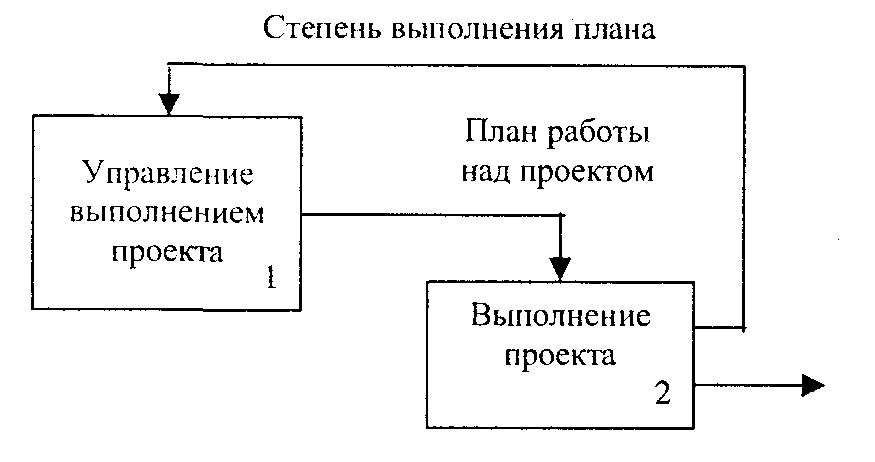 Степень выполнения плана
План работы
над проектом
Управление
выполнением
проекта
1
Выполнение
проекта
2